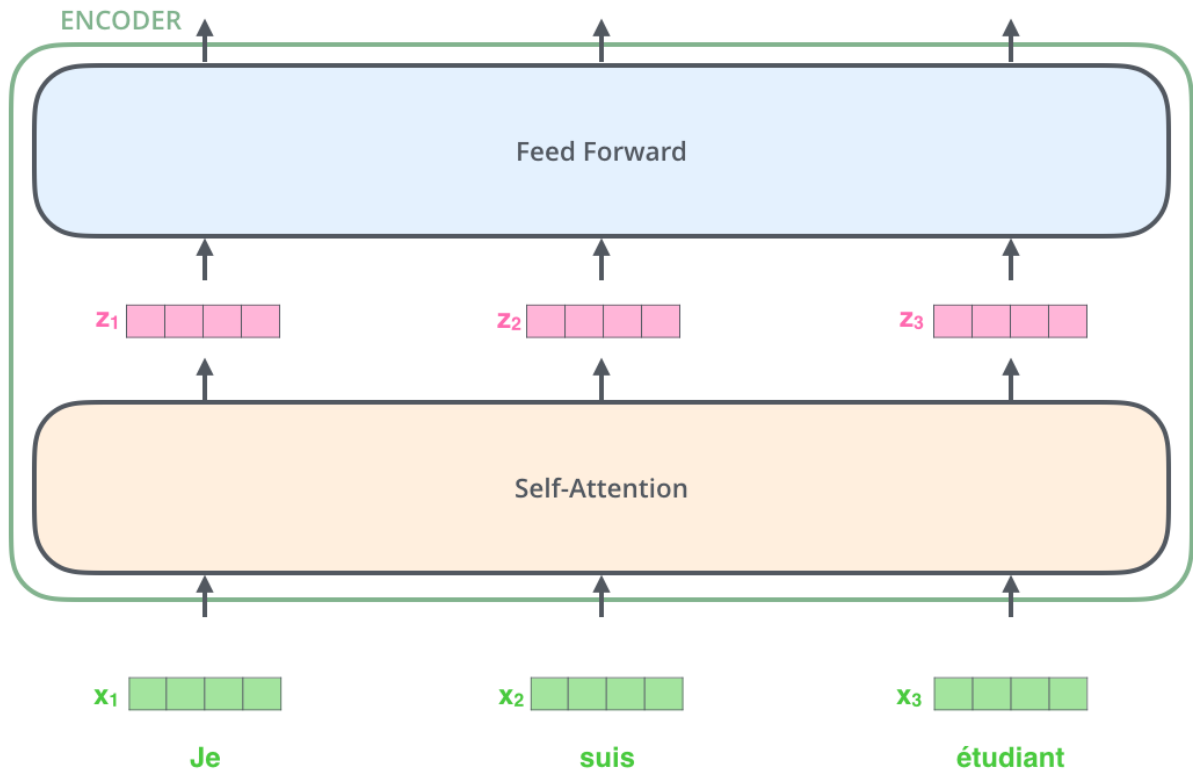 ENCODER
Feed Forward
z₁ z₂ z₃
Self-Attention
x₁ x₂ x₃
Je suis étudiant